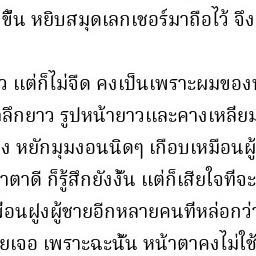 ขึ้น หยิบสมุดเลกเชอร์มาถือไว้ จึง
แต่ก็ไม่จืด คงเป็นเพราะผมของ
ลึกยาว รูปหน้ายาวและคางเหลี่ยม
หยักมุมงอนนิดๆ เกือบเหมือนผู้
าตาดี ก็รู้สึกยังงั้น แต่ก็เสียใจที่จะ
มือนฝูงผู้ชายอีกหลายคนที่หล่อกว่า
ยเจอ เพราะฉะนั้น หน้าตาคงไม่ใช้